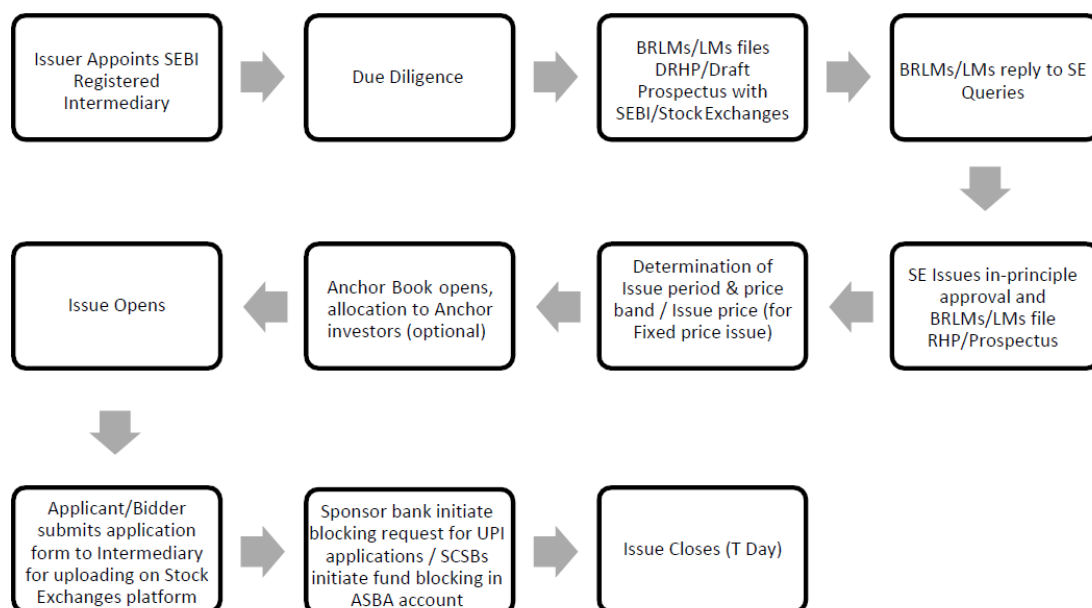 Issuer Appoints SEBI
Registered
Intermediary
Due Diligence
BRLMs/LMs files
DRHP/Draft
Prospectus with
SEBI/Stock Exchanges
BRLMs/LMs reply to SE
Queries
SE Issues in-principle
approval and
BRLMs/LMs file
RHP/Prospectus
Determination of
Issue period & price
band / Issue price (for
Fixed price issue)
Anchor Book opens,
allocation to Anchor
investors (optional)
Issue Opens
Applicant/Bidder
submits application
form to Intermediary
for uploading on Stock
Exchanges platform
Sponsor bank initiate
blocking request for UPI
applications / SCSBs
initiate fund blocking in
ASBA account
Issue Closes (T Day)